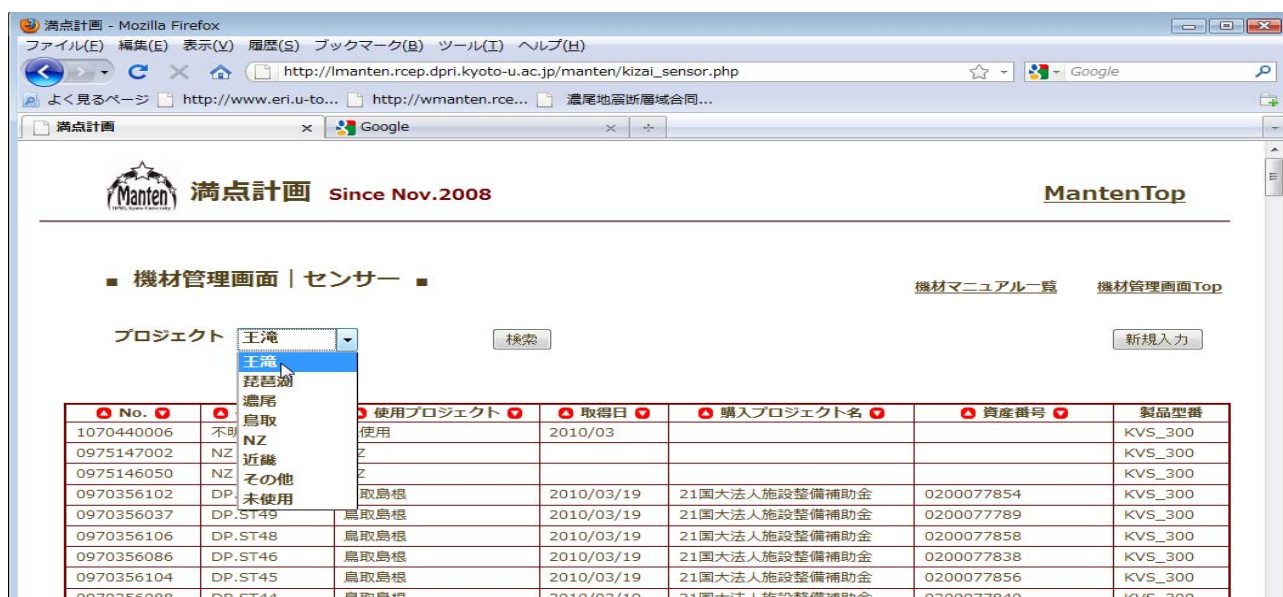 満点計画 - Mozilla Firefox
ファイル(F) 編集(E) 表示(V) 履歴(S) ブックマーク(B) ツール(T) ヘルプ(H)
http://lmanten.rcep.dpri.kyoto-u.ac.jp/manten/kizai_sensor.php Google
よく見るページ http://www.eri.u-to... http://wmanten.rce... 濃尾地震断層域合同...
満点計画 Google
Manten 満点計画 Since Nov.2008 MantenTop
■ 機材管理画面｜センサー ■
機材マニュアル一覧 機材管理画面Top
プロジェクト 王滝 検索 新規入力
王滝
琵琶湖
濃尾
鳥取
NZ
近畿
その他
未使用
No. 使用プロジェクト 取得日 購入プロジェクト名 資産番号 製品型番
1070440006 不明 使用 2010/03 KVS_300
0975147002 NZ KVS_300
0975146050 NZ KVS_300
0970356102 DP. 取島根 2010/03/19 21国大法人施設整備補助金 0200077854 KVS_300
0970356037 DP.ST49 鳥取島根 2010/03/19 21国大法人施設整備補助金 0200077789 KVS_300
0970356106 DP.ST48 鳥取島根 2010/03/19 21国大法人施設整備補助金 0200077858 KVS_300
0970356086 DP.ST46 鳥取島根 2010/03/19 21国大法人施設整備補助金 0200077838 KVS_300
0970356104 DP.ST45 鳥取島根 2010/03/19 21国大法人施設整備補助金 0200077856 KVS_300